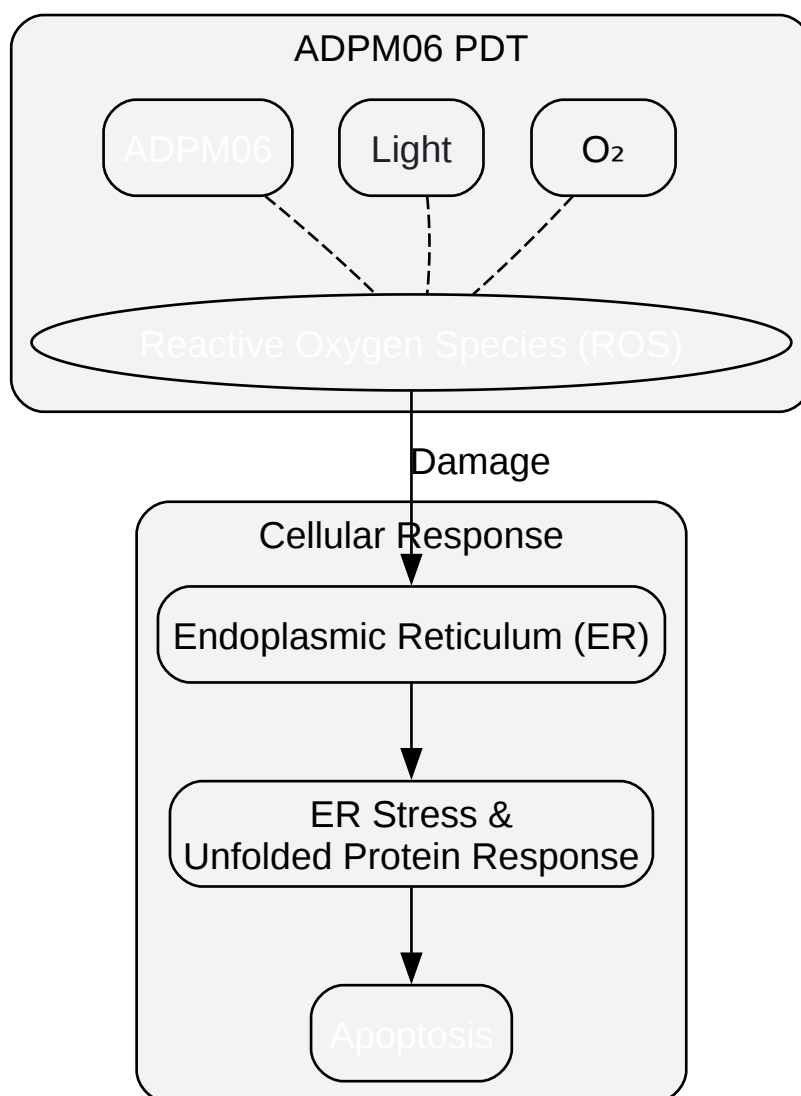 ADPM06 PDT
ADPM06
Light
O₂
Reactive Oxygen Species (ROS)
Damage
Cellular Response
Endoplasmic Reticulum (ER)
ER Stress &
Unfolded Protein Response
Apoptosis